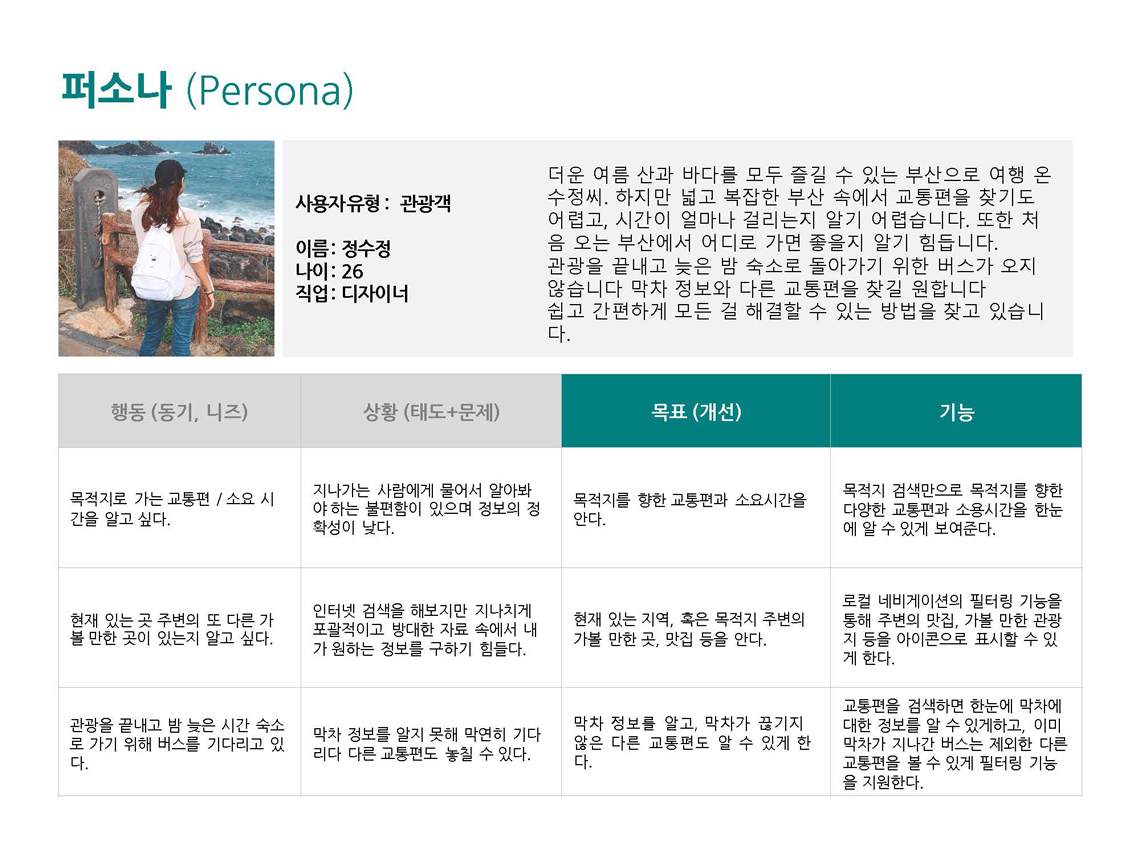 퍼소나 (Persona)
사용자유형 : 관광객
이름 : 정수정
나이 : 26
직업 : 디자이너
더운 여름 산과 바다를 모두 즐길 수 있는 부산으로 여행 온
수정씨. 하지만 넓고 복잡한 부산 속에서 교통편을 찾기도
어렵고, 시간이 얼마나 걸리는지 알기 어렵습니다. 또한 처
음 오는 부산에서 어디로 가면 좋을지 알기 힘듭니다.
관광을 끝내고 늦은 밤 숙소로 돌아가기 위한 버스가 오지
않습니다 막차 정보와 다른 교통편을 찾길 원합니다
쉽고 간편하게 모든 걸 해결할 수 있는 방법을 찾고 있습니
다.
행동 (동기, 니즈)
상황 (태도+문제)
목표 (개선)
기능
목적지로 가는 교통편 / 소요 시
간을 알고 싶다.
지나가는 사람에게 물어서 알아봐
야 하는 불편함이 있으며 정보의 정
확성이 낮다.
목적지를 향한 교통편과 소요시간을
안다.
목적지 검색만으로 목적지를 향한
다양한 교통편과 소용시간을 한눈
에 알 수 있게 보여준다.
현재 있는 곳 주변의 또 다른 가
볼 만한 곳이 있는지 알고 싶다.
인터넷 검색을 해보지만 지나치게
포괄적이고 방대한 자료 속에서 내
가 원하는 정보를 구하기 힘들다.
현재 있는 지역, 혹은 목적지 주변의
가볼 만한 곳, 맛집 등을 안다.
로컬 네비게이션의 필터링 기능을
통해 주변의 맛집, 가볼 만한 관광
지 등을 아이콘으로 표시할 수 있
게 한다.
관광을 끝내고 밤 늦은 시간 숙소
로 가기 위해 버스를 기다리고 있
다.
막차 정보를 알지 못해 막연히 기다
리다 다른 교통편도 놓칠 수 있다.
막차 정보를 알고, 막차가 끊기지
않은 다른 교통편도 알 수 있게 한
다.
교통편을 검색하면 한눈에 막차에
대한 정보를 알 수 있게하고, 이미
막차가 지나간 버스는 제외한 다른
교통편을 볼 수 있게 필터링 기능
을 지원한다.